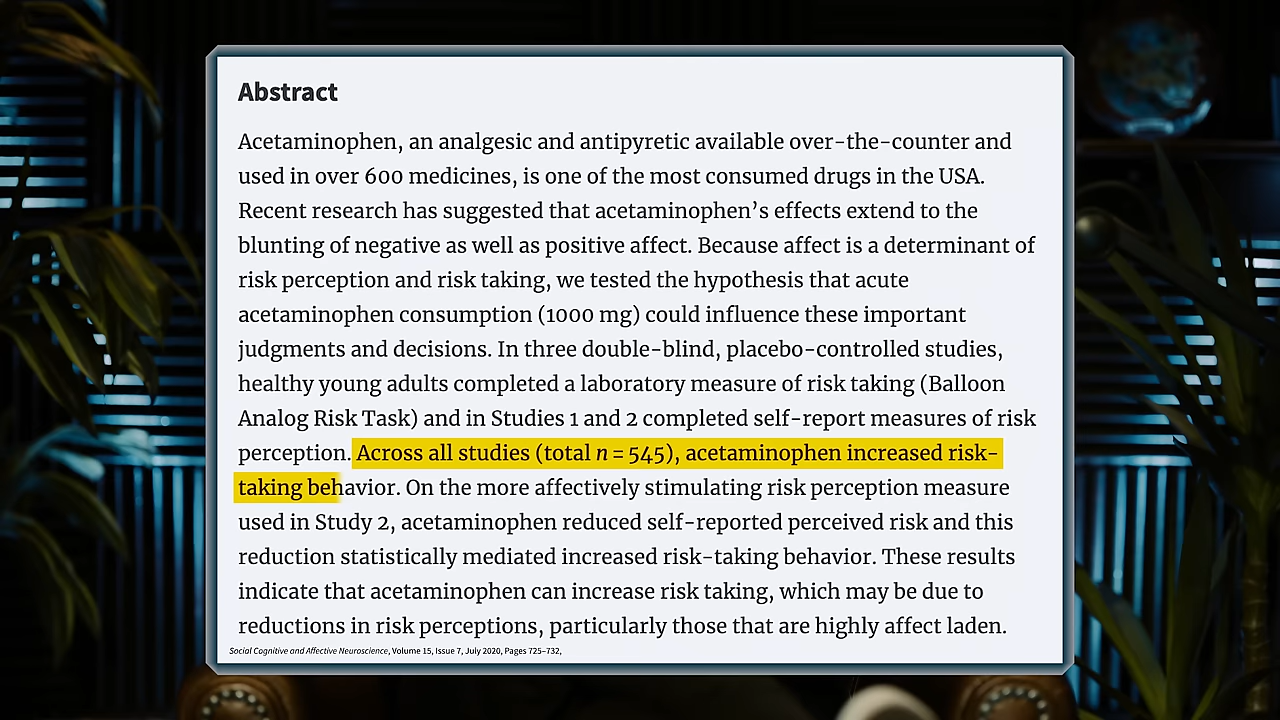 Abstract
Acetaminophen, an analgesic and antipyretic available over-the-counter and
used in over 600 medicines, is one of the most consumed drugs in the USA.
Recent research has suggested that acetaminophen’s effects extend to the
blunting of negative as well as positive affect. Because affect is a determinant of
risk perception and risk taking, we tested the hypothesis that acute
acetaminophen consumption (1000 mg) could influence these important
judgments and decisions. In three double-blind, placebo-controlled studies,
healthy young adults completed a laboratory measure of risk taking (Balloon
Analog Risk Task) and in Studies 1 and 2 completed self-report measures of risk
perception. Across all studies (total n = 545), acetaminophen increased risk-
taking behavior. On the more affectively stimulating risk perception measure
used in Study 2, acetaminophen reduced self-reported perceived risk and this
reduction statistically mediated increased risk-taking behavior. These results
indicate that acetaminophen can increase risk taking, which may be due to
reductions in risk perceptions, particularly those that are highly affect laden.
Social Cognitive and Affective Neuroscience, Volume 15, Issue 7, July 2020, Pages 725–732,